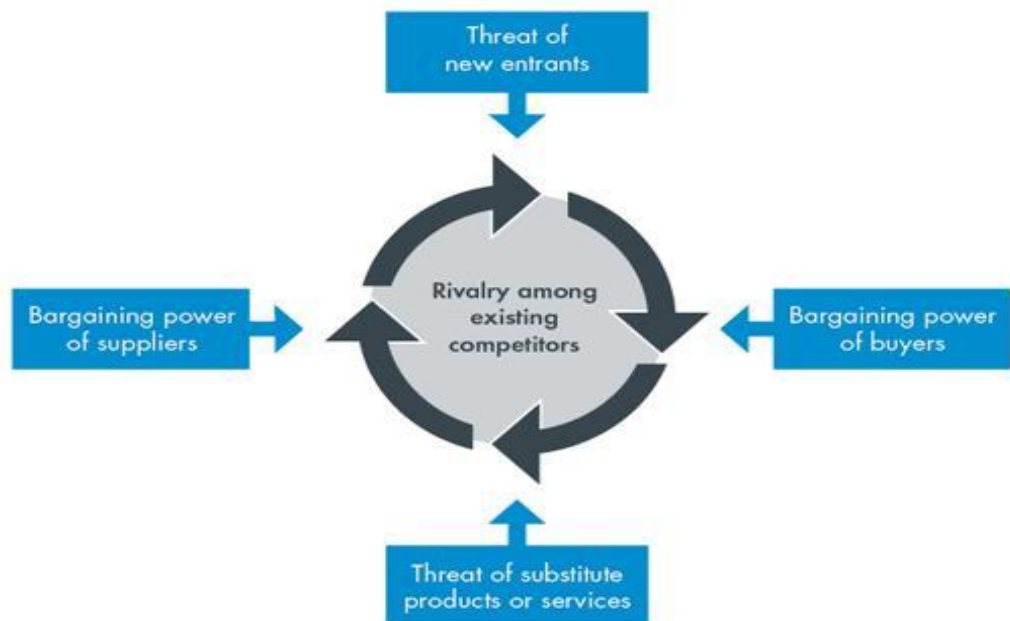 Threat of
new entrants
Bargaining power
of suppliers
Rivalry among
existing
competitors
Bargaining power
of buyers
Threat of substitute
products or services